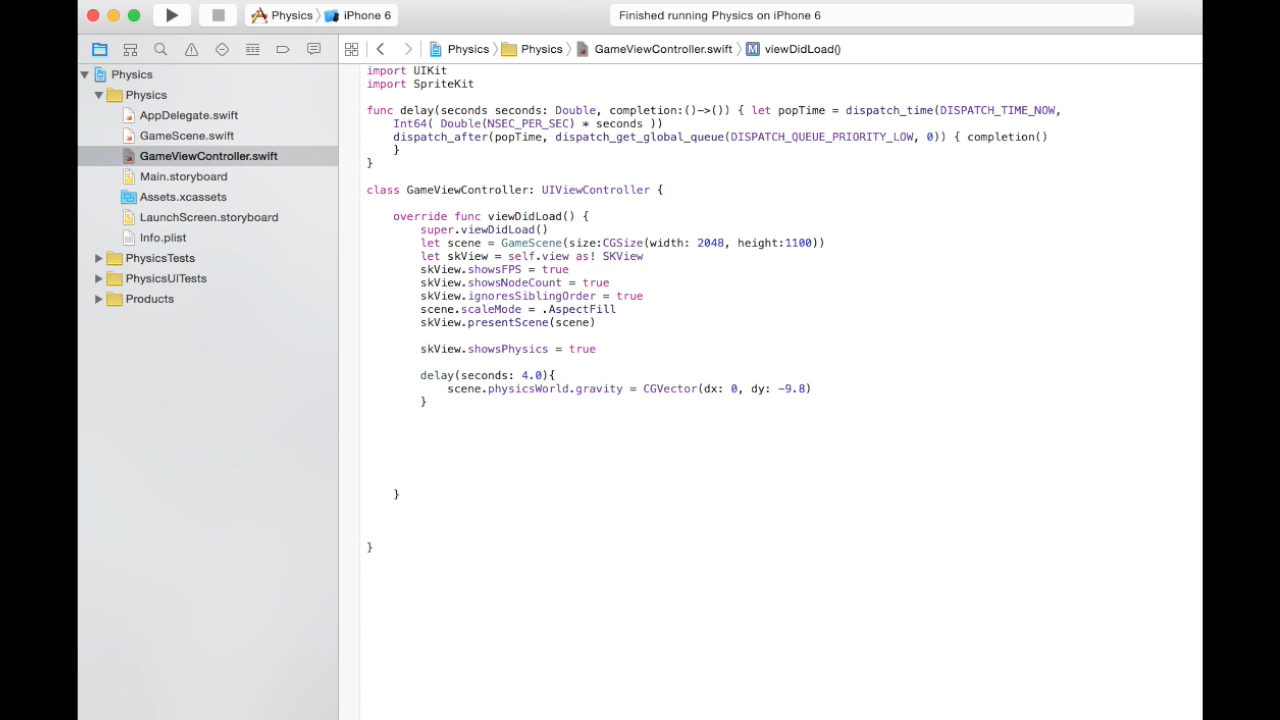 Physics iPhone 6
Finished running Physics on iPhone 6
Physics Physics GameViewController.swift M viewDidLoad()
Physics
Physics
AppDelegate.swift
GameScene.swift
GameViewController.swift
Main.storyboard
Assets.xcassets
LaunchScreen.storyboard
Info.plist
PhysicsTests
PhysicsUITests
Products
import UIKit
import SpriteKit
func delay(seconds seconds: Double, completion:()->()) { let popTime = dispatch_time(DISPATCH_TIME_NOW,
Int64( Double(NSEC_PER_SEC) * seconds ))
dispatch_after(popTime, dispatch_get_global_queue(DISPATCH_QUEUE_PRIORITY_LOW, 0)) { completion()
}
}
class GameViewController: UIViewController {
override func viewDidLoad() {
super.viewDidLoad()
let scene = GameScene(size:CGSize(width: 2048, height:1100))
let skView = self.view as! SKView
skView.showsFPS = true
skView.showsNodeCount = true
skView.ignoresSiblingOrder = true
scene.scaleMode = .AspectFill
skView.presentScene(scene)
skView.showsPhysics = true
delay(seconds: 4.0){
scene.physicsWorld.gravity = CGVector(dx: 0, dy: -9.8)
}
}
}